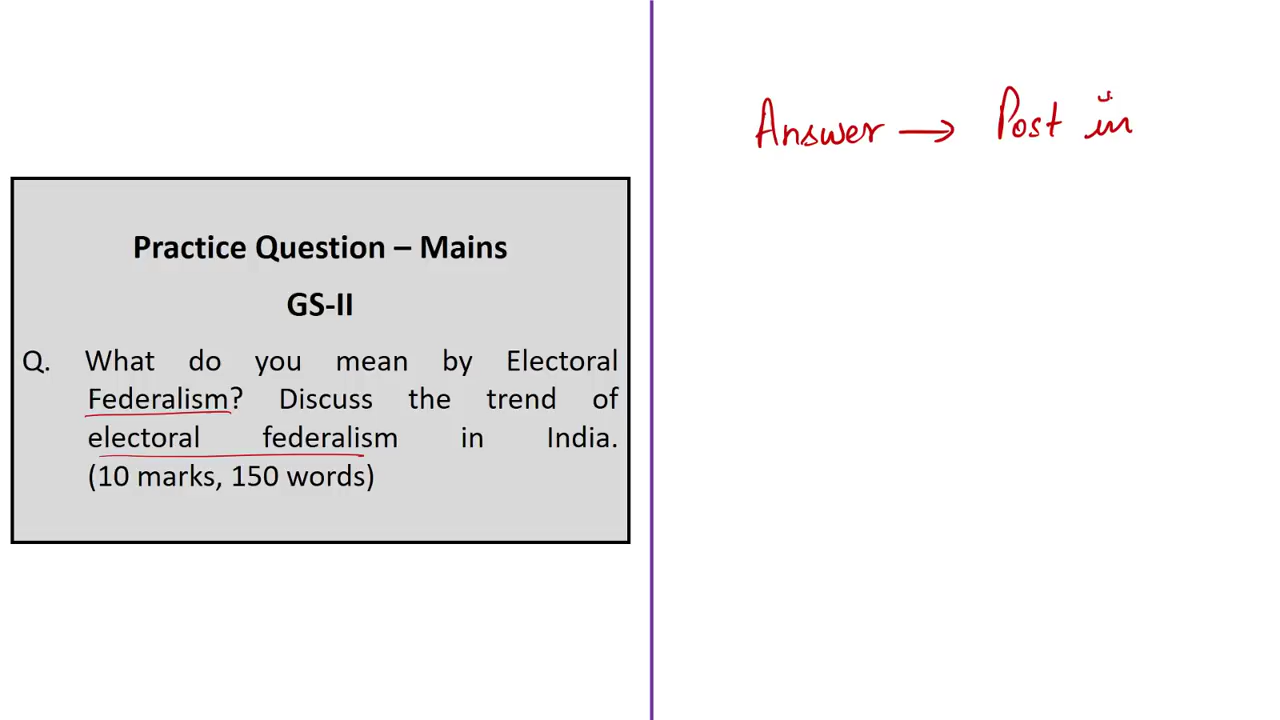 Practice Question – Mains
GS-II
Q. What do you mean by Electoral
Federalism? Discuss the trend of
electoral federalism in India.
(10 marks, 150 words)
Answer → Post in